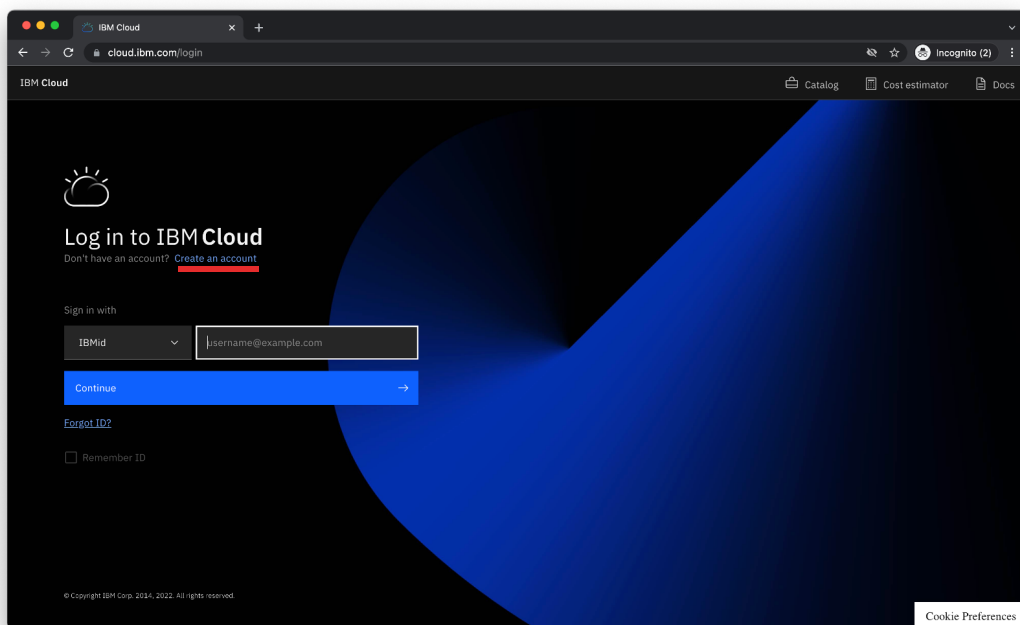 IBM Cloud
cloud.ibm.com/login
Incognito (2)
IBM Cloud
Catalog
Cost estimator
Docs
Log in to IBM Cloud
Don't have an account? Create an account
Sign in with
IBMid
username@example.com
Continue
Forgot ID?
Remember ID
© Copyright IBM Corp. 2014, 2022. All rights reserved.
Cookie Preferences